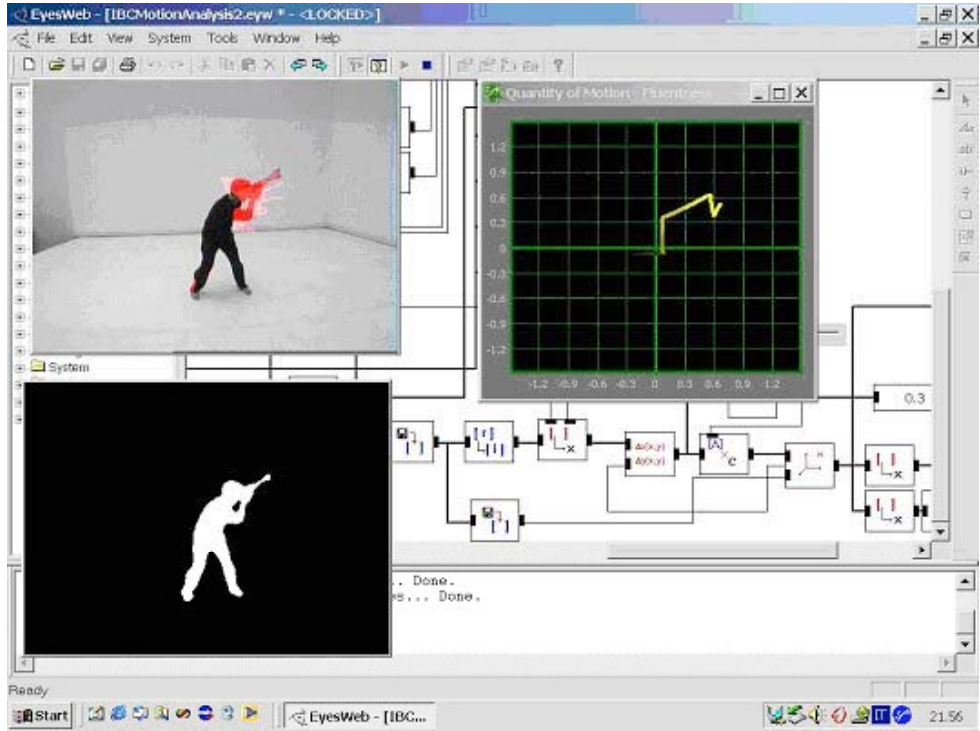 EyesWeb - [IBCMotionAnalysis2.eyw * - <LOCKED>]
File Edit View System Tools Window Help
Quantity of Motion - Fluentness
1.2
0.9
0.6
0.3
0
-0.3
-0.6
-0.9
-1.2
-1.2 -0.9 -0.6 -0.3 0 0.3 0.6 0.9 1.2
System
0.3
.. Done.
... Done.
Ready
Start
EyesWeb - [IBC...
IT
21.56